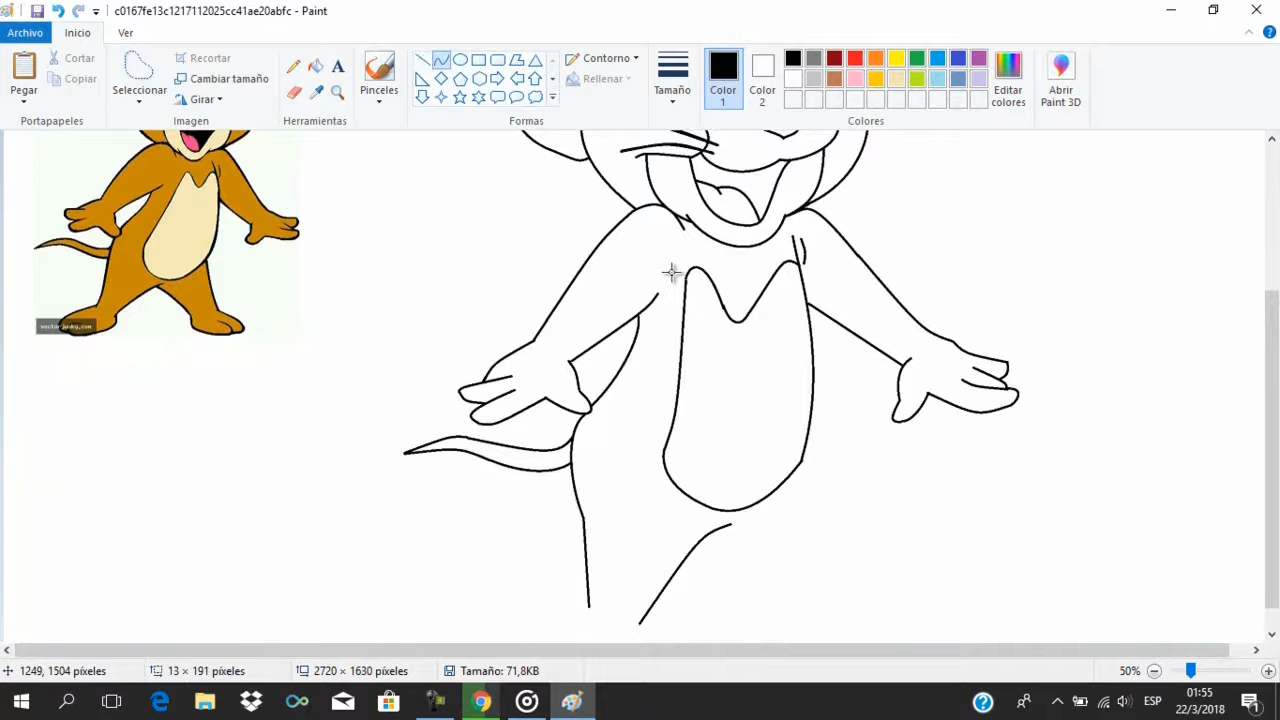 c0167fe13c1217112025cc41ae20abfc - Paint
Archivo Inicio Ver
Pegar
Cortar
Copiar
Portapapeles
Seleccionar
Recortar
Cambiar tamaño
Girar
Imagen
A
Herramientas
Pinceles
Contorno
Rellenar
Formas
Tamaño
Color 1
Color 2
Editar colores
Colores
Abrir Paint 3D
1249, 1504 píxeles 13 × 191 píxeles 2720 × 1630 píxeles Tamaño: 71,8KB 50%
ESP 01:55
22/3/2018